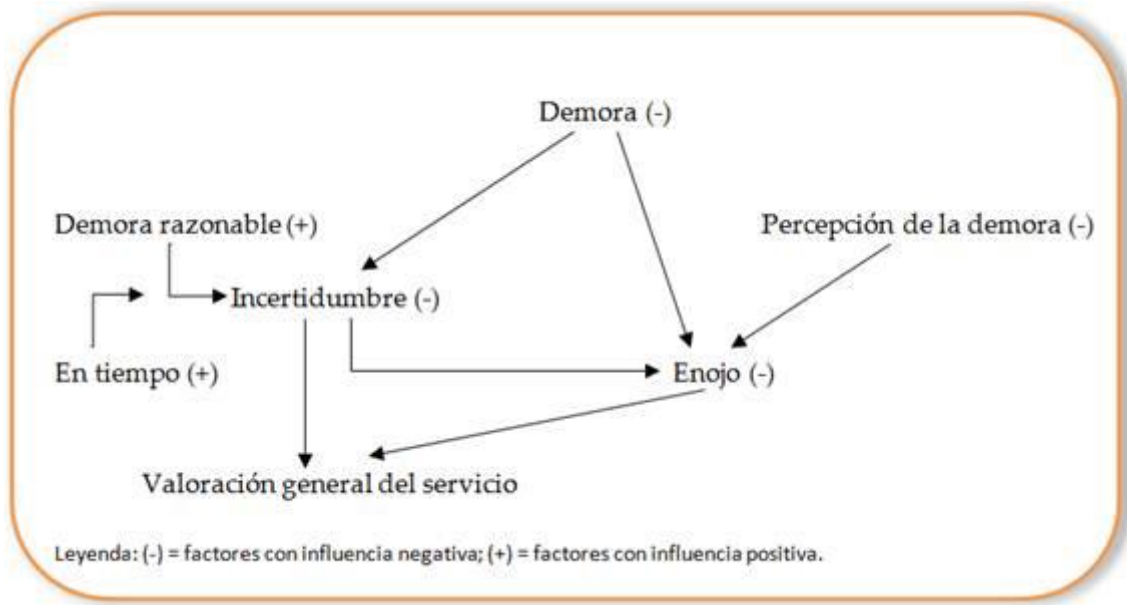 Demora (-)
Demora razonable (+)
Percepción de la demora (-)
Incertidumbre (-)
En tiempo (+)
Enojo (-)
Valoración general del servicio
Leyenda: (-) = factores con influencia negativa; (+) = factores con influencia positiva.